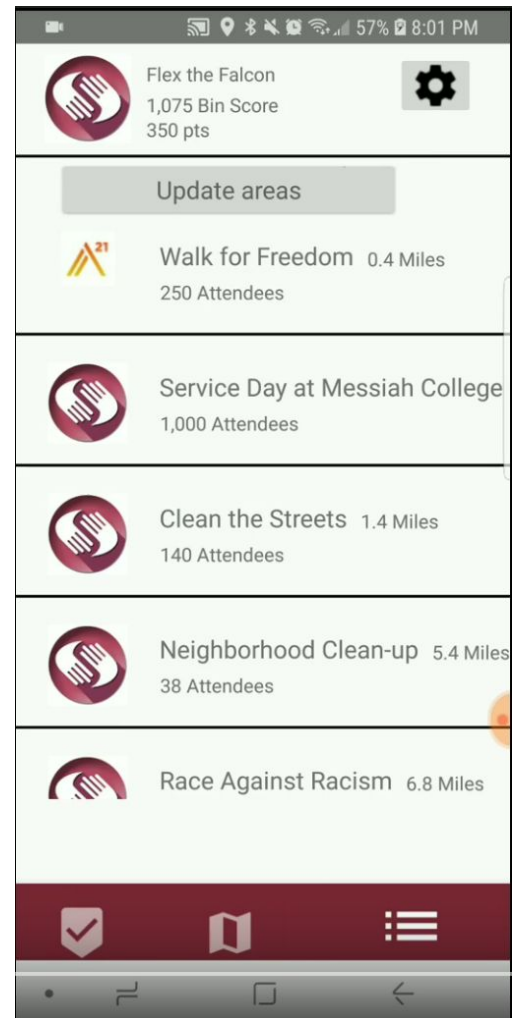 57% 8:01 PM
Flex the Falcon
1,075 Bin Score
350 pts
Update areas
21
Walk for Freedom 0.4 Miles
250 Attendees
Service Day at Messiah College
1,000 Attendees
Clean the Streets 1.4 Miles
140 Attendees
Neighborhood Clean-up 5.4 Miles
38 Attendees
Race Against Racism 6.8 Miles